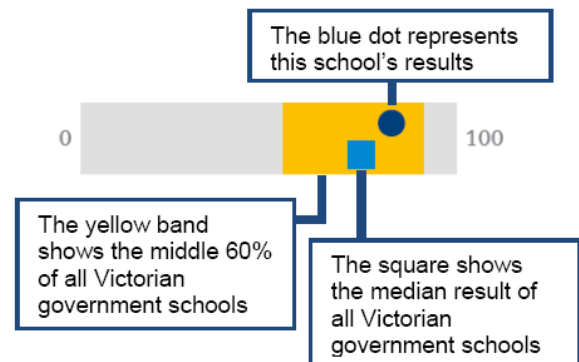 The blue dot represents
this school's results
0
100
The yellow band
shows the middle 60%
of all Victorian
government schools
The square shows
the median result of
all Victorian
government schools